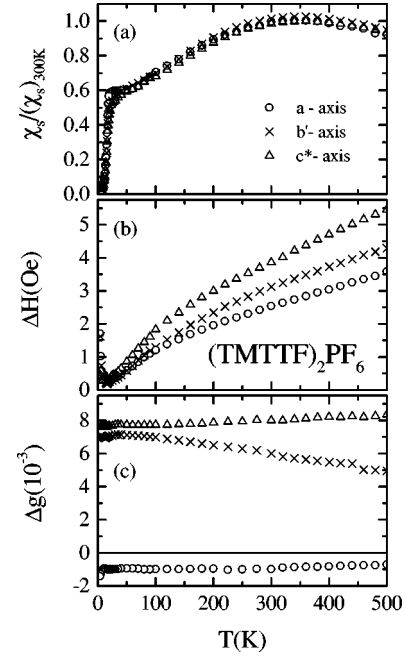 (a)
χs/(χs)300K
1.0
0.8
0.6
0.4
0.2
0.0
a - axis
b'- axis
c*- axis
(b)
ΔH(Oe)
5
4
3
2
1
0
(TMTTF)2PF6
(c)
Δg(10-3)
8
6
4
2
0
-2
0 100 200 300 400 500
T(K)